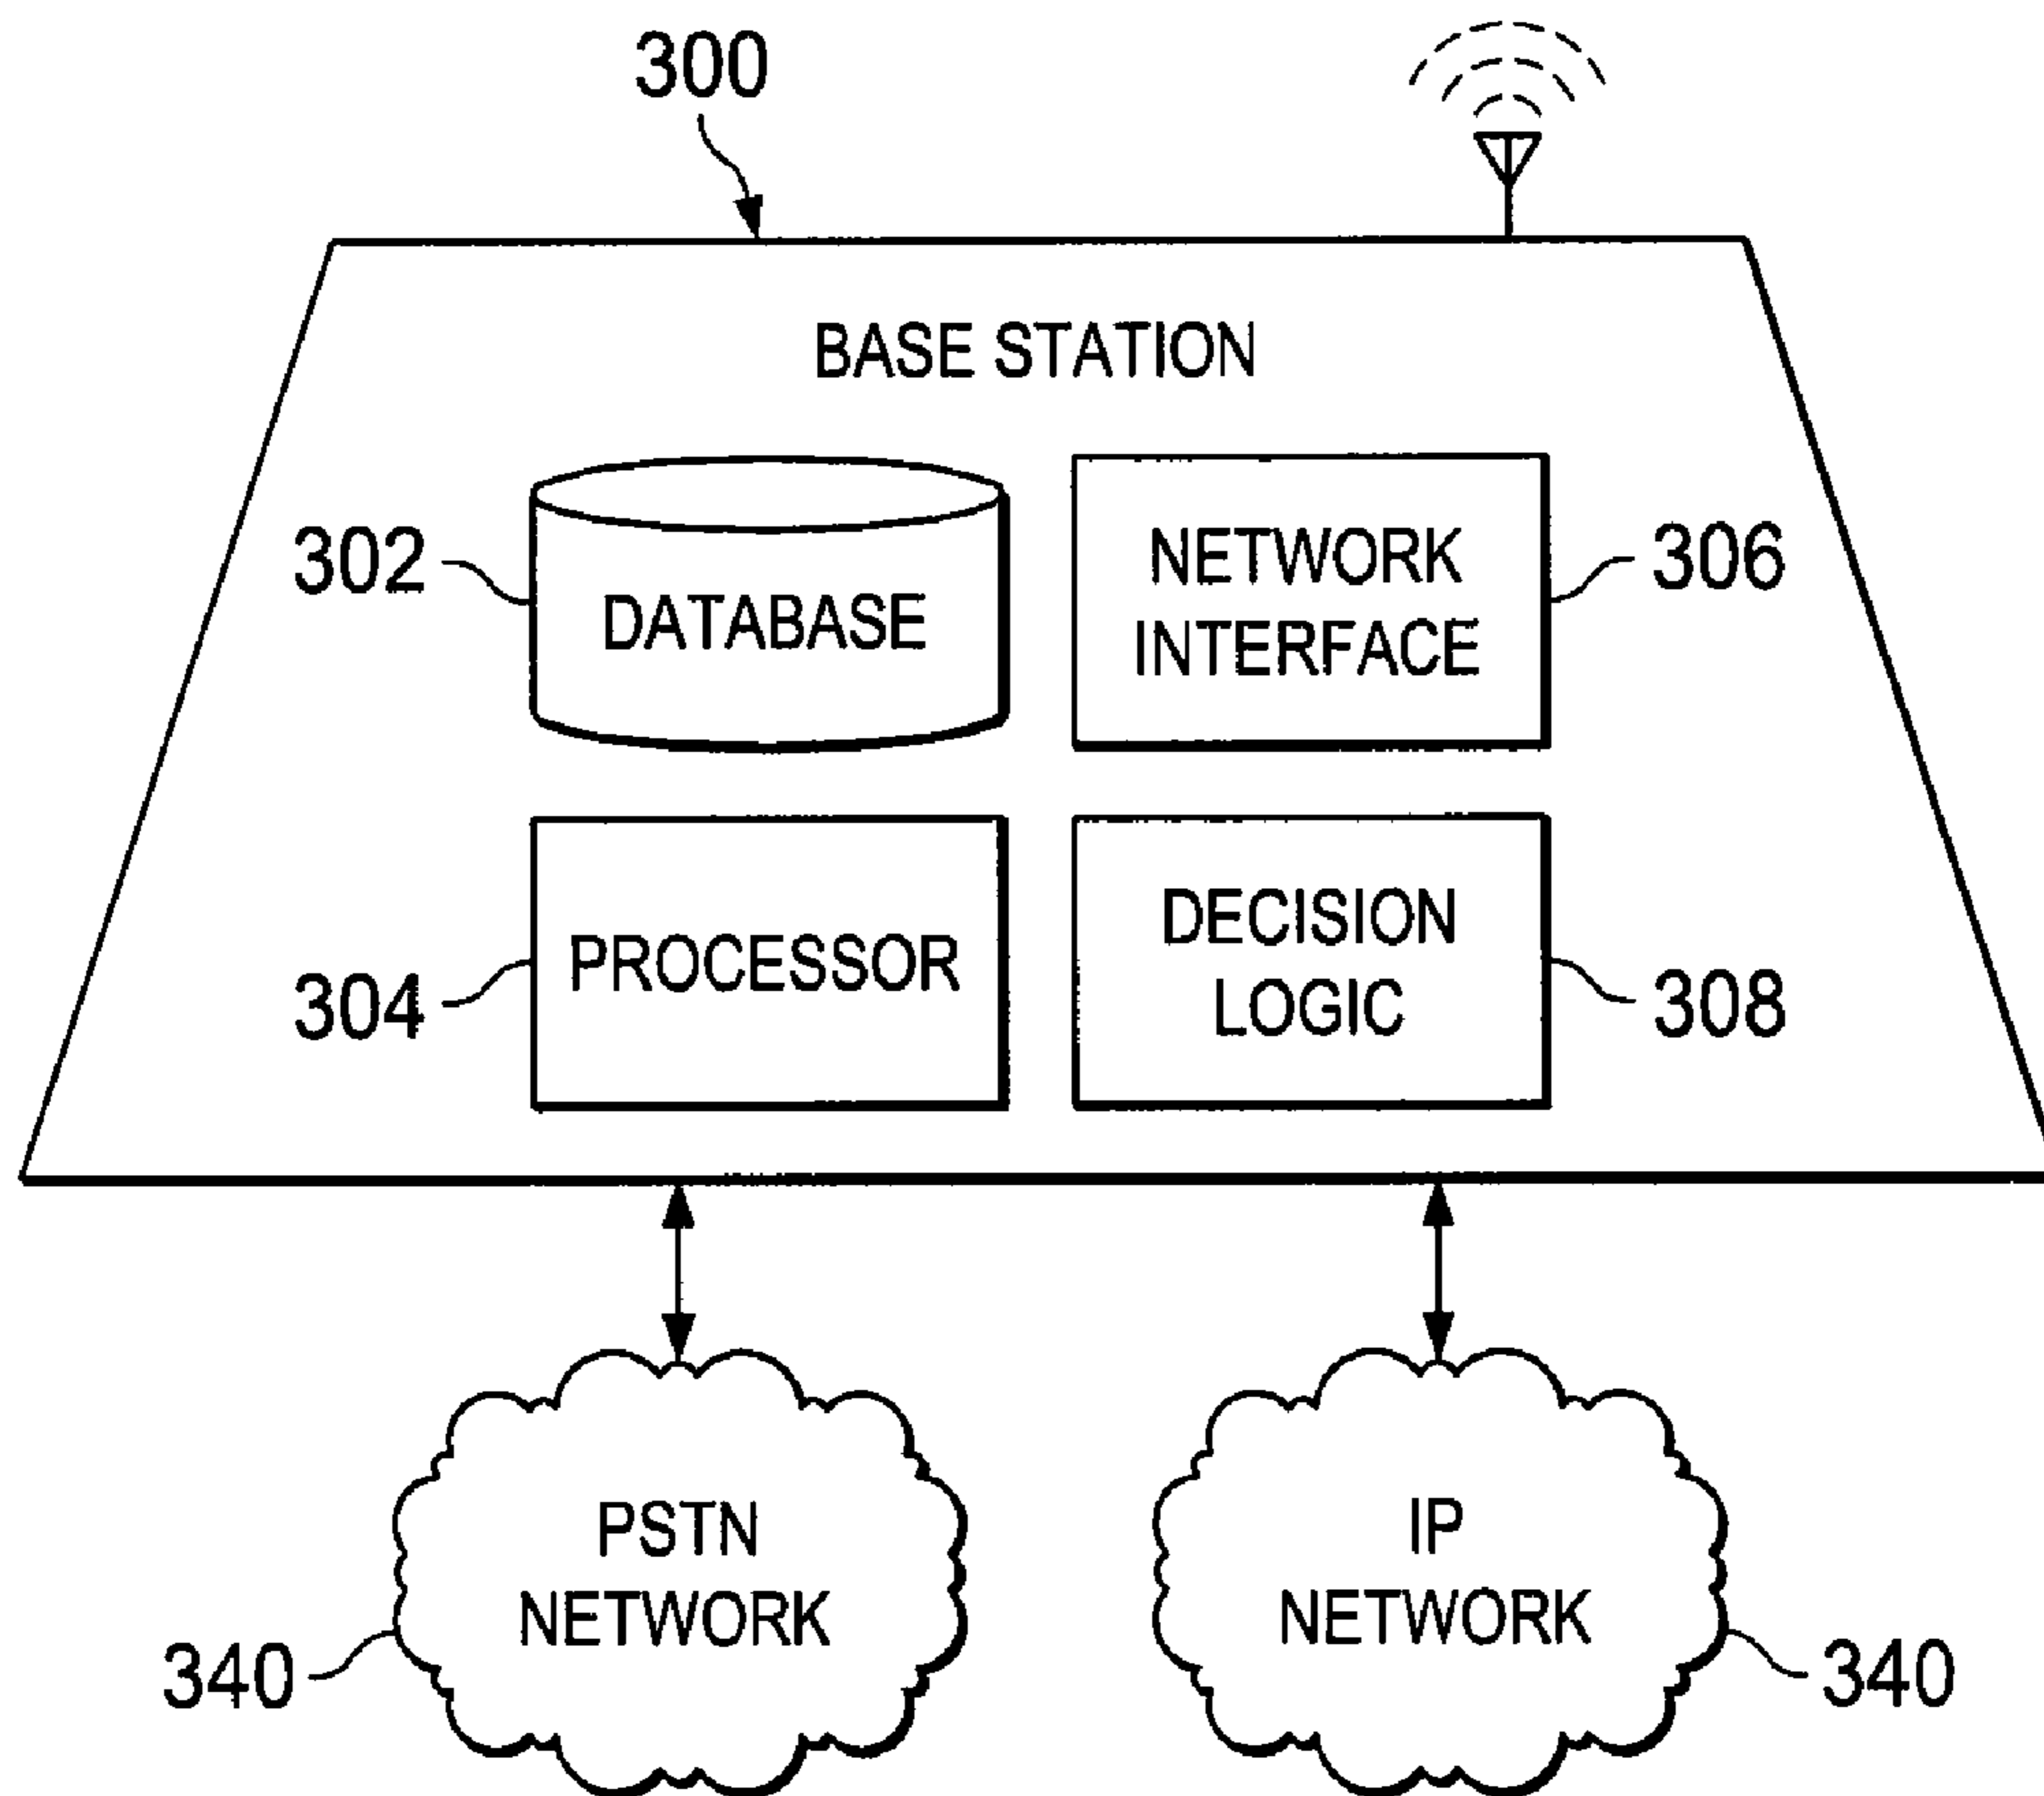 300
BASE STATION
302
DATABASE
NETWORK
INTERFACE
306
304
PROCESSOR
DECISION
LOGIC
308
PSTN
NETWORK
340
IP
NETWORK
340